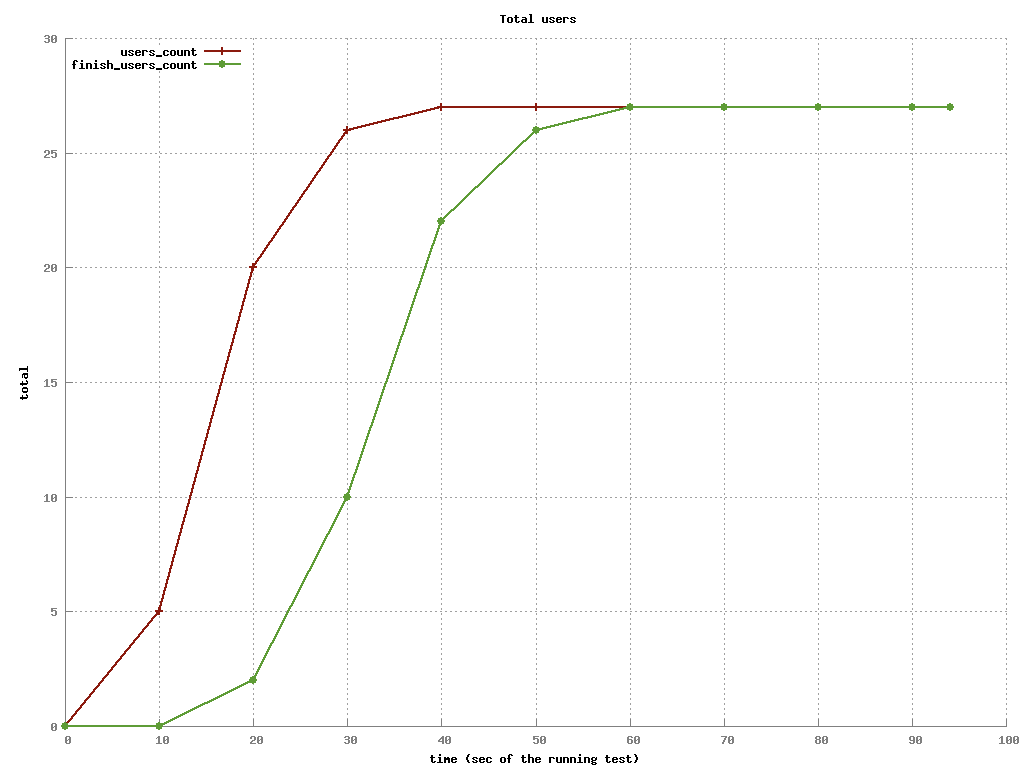 Total users
users_count
finish_users_count
30
25
20
15
10
5
0
total
0 10 20 30 40 50 60 70 80 90 100
time (sec of the running test)